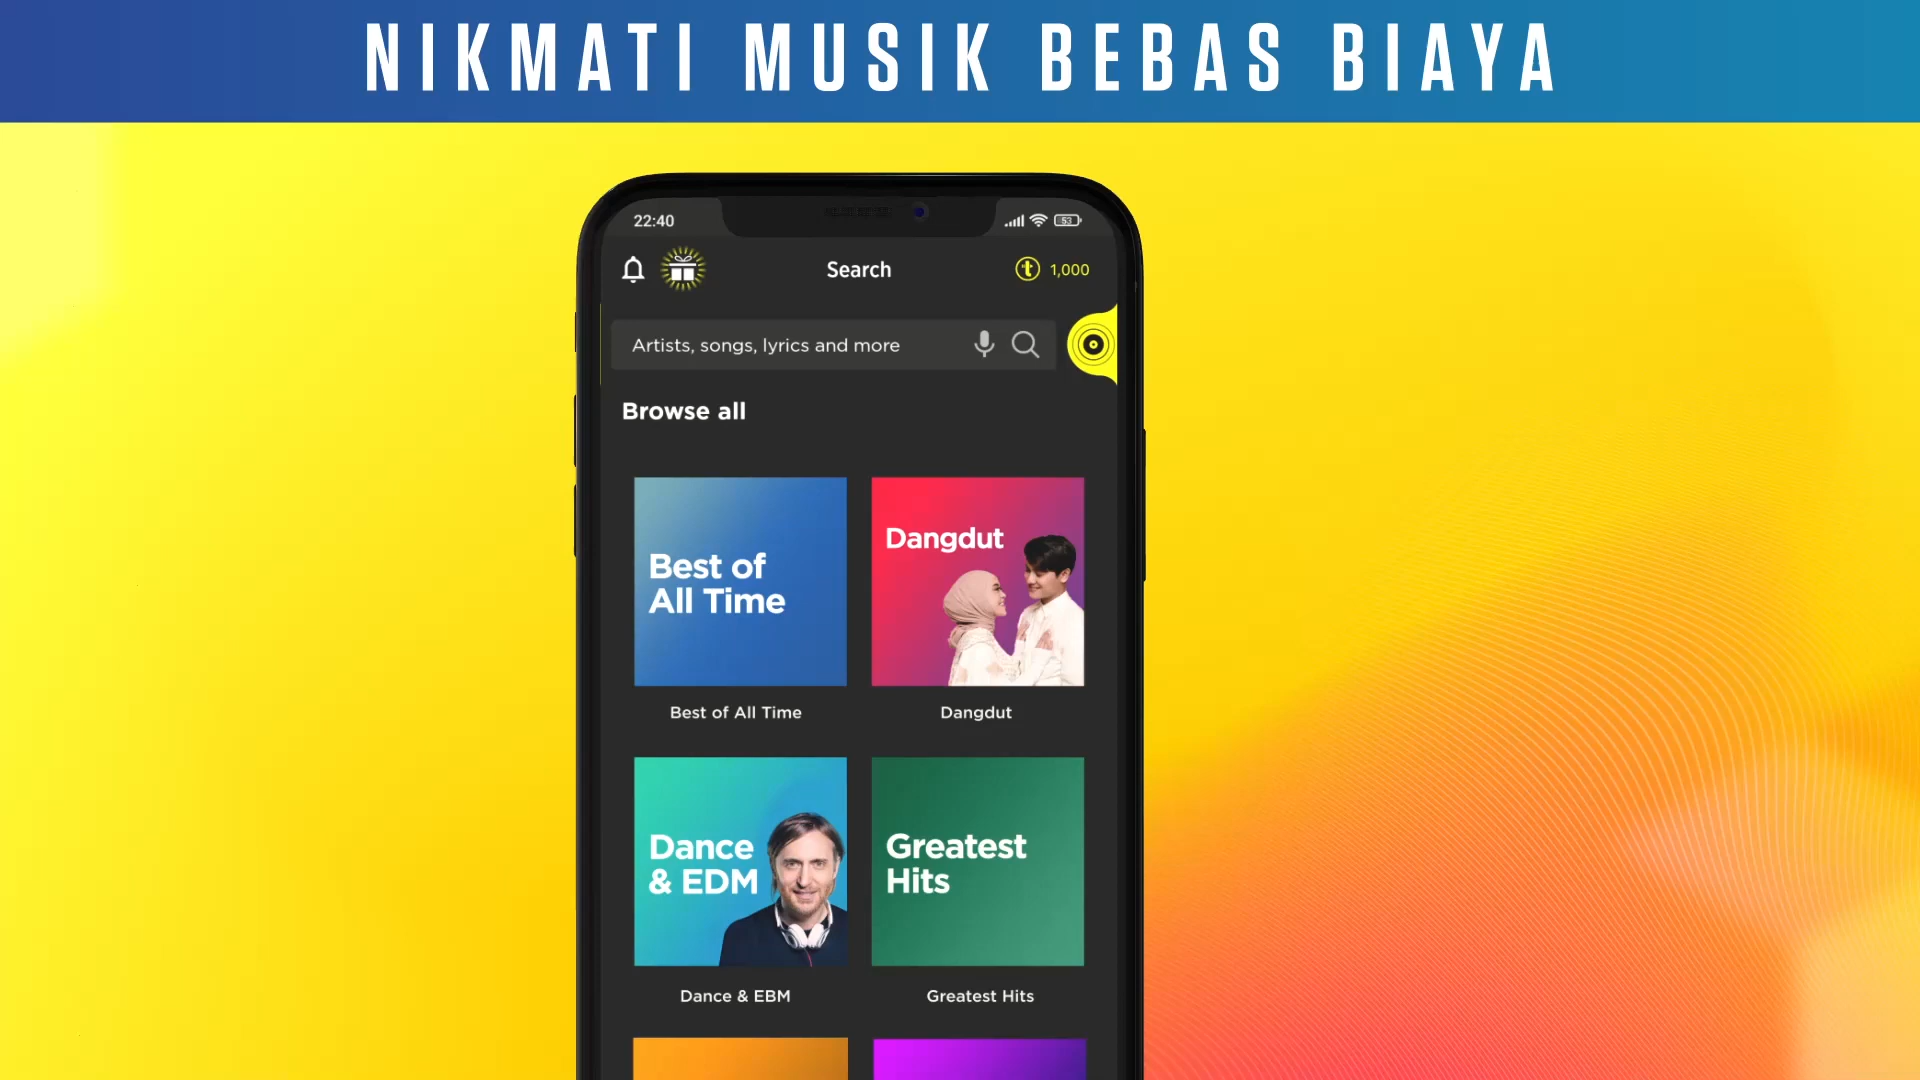 NIKMATI MUSIK BEBAS BIAYA
22:40
53
Search
1,000
Artists, songs, lyrics and more
Browse all
Best of
All Time
Dangdut
Best of All Time
Dangdut
Dance
& EDM
Greatest
Hits
Dance & EBM
Greatest Hits